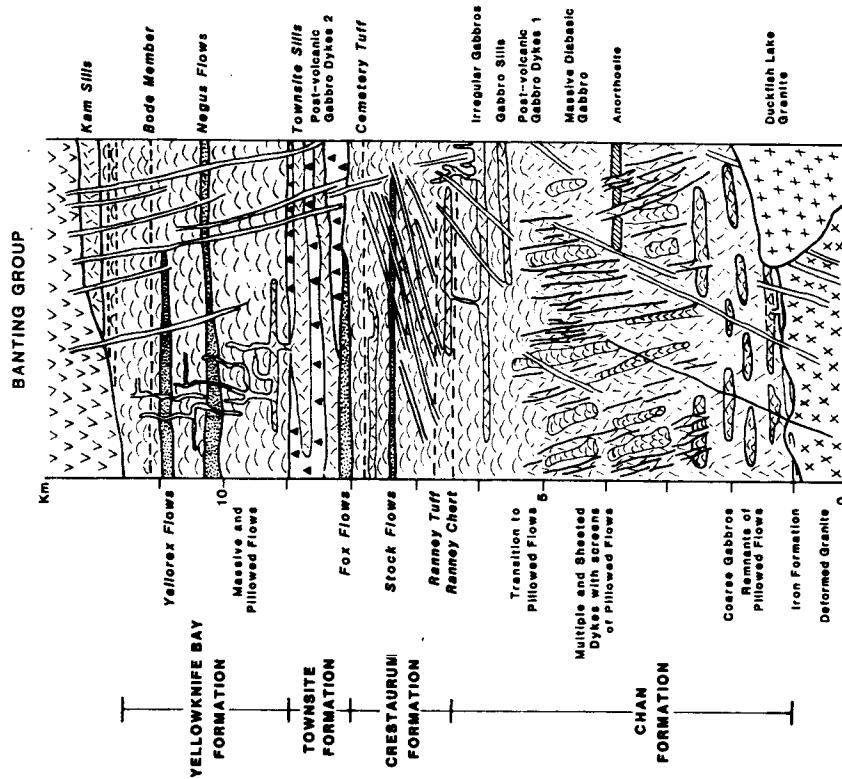 BANTING GROUP
Kam Sills
Bode Member
Negus Flows
Townsite Sills
Post-volcanic
Gabbro Dykes 2
Cemetery Tuff
Irregular Gabbros
Gabbro Sills
Post-volcanic
Gabbro Dykes 1
Massive Diabasic
Gabbro
Anorthosite
Duckfish Lake
Granite
Km
10
5
0
Yellorex Flows
Massive and
Pillowed Flows
Fox Flows
Stock Flows
Ranney Tuff
Ranney Chert
Transition to
Pillowed Flows
Multiple and Sheeted
Dykes with screens
of Pillowed Flows
Coarse Gabbros
Remnants of
Pillowed Flows
Iron Formation
Deformed Granite
YELLOWKNIFE BAY
FORMATION
TOWNSITE
FORMATION
CRESTAURUM
FORMATION
CHAN
FORMATION